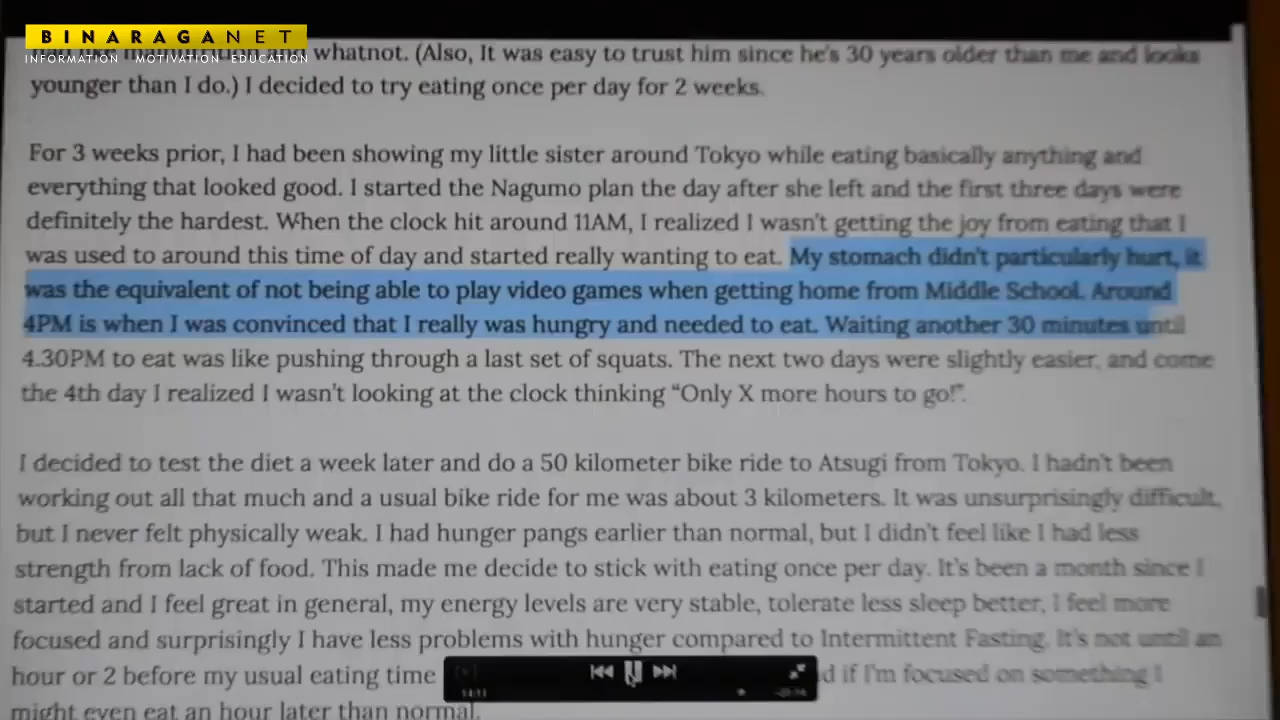 BINARAGANET
INFORMATION MOTIVATION EDUCATION
had like malnutrition and whatnot. (Also, It was easy to trust him since he's 30 years older than me and looks
younger than I do.) I decided to try eating once per day for 2 weeks.
For 3 weeks prior, I had been showing my little sister around Tokyo while eating basically anything and
everything that looked good. I started the Nagumo plan the day after she left and the first three days were
definitely the hardest. When the clock hit around 11AM, I realized I wasn't getting the joy from eating that I
was used to around this time of day and started really wanting to eat. My stomach didn't particularly hurt, it
was the equivalent of not being able to play video games when getting home from Middle School. Around
4PM is when I was convinced that I really was hungry and needed to eat. Waiting another 30 minutes until
4.30PM to eat was like pushing through a last set of squats. The next two days were slightly easier, and come
the 4th day I realized I wasn't looking at the clock thinking “Only X more hours to go!”.
I decided to test the diet a week later and do a 50 kilometer bike ride to Atsugi from Tokyo. I hadn't been
working out all that much and a usual bike ride for me was about 3 kilometers. It was unsurprisingly difficult,
but I never felt physically weak. I had hunger pangs earlier than normal, but I didn't feel like I had less
strength from lack of food. This made me decide to stick with eating once per day. It's been a month since I
started and I feel great in general, my energy levels are very stable, tolerate less sleep better, I feel more
focused and surprisingly I have less problems with hunger compared to Intermittent Fasting. It's not until an
hour or 2 before my usual eating time d if I'm focused on something I
14:11
might even eat an hour later than normal.